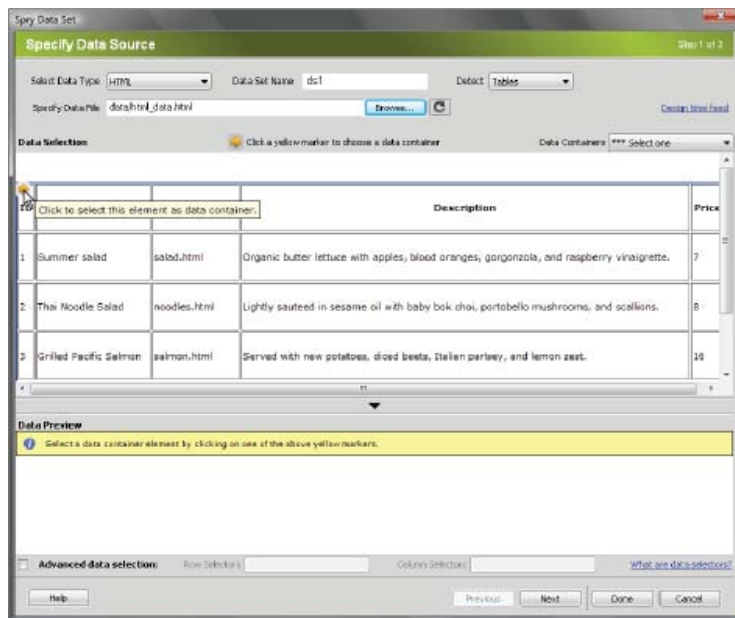 Spry Data Set
Specify Data Source
Step 1 of 3
Select Data Type HTML Data Set Name ds1 Detect Tables
Specify Data File data/html_data.html Browse... Design time feed
Data Selection Click a yellow marker to choose a data container Data Containers *** Select one
Click to select this element as data container. Description Price
1 Summer salad salad.html Organic butter lettuce with apples, blood oranges, gorgonzola, and raspberry vinaigrette. 7
2 Thai Noodle Salad noodles.html Lightly sauteed in sesame oil with baby bok choi, portobello mushrooms, and scallions. 8
3 Grilled Pacific Salmon salmon.html Served with new potatoes, diced beets, Italian parlsey, and lemon zest. 16
Data Preview
Select a data container element by clicking on one of the above yellow markers.
Advanced data selection: Row Selectors Column Selectors What are data selectors?
Help Previous Next Done Cancel